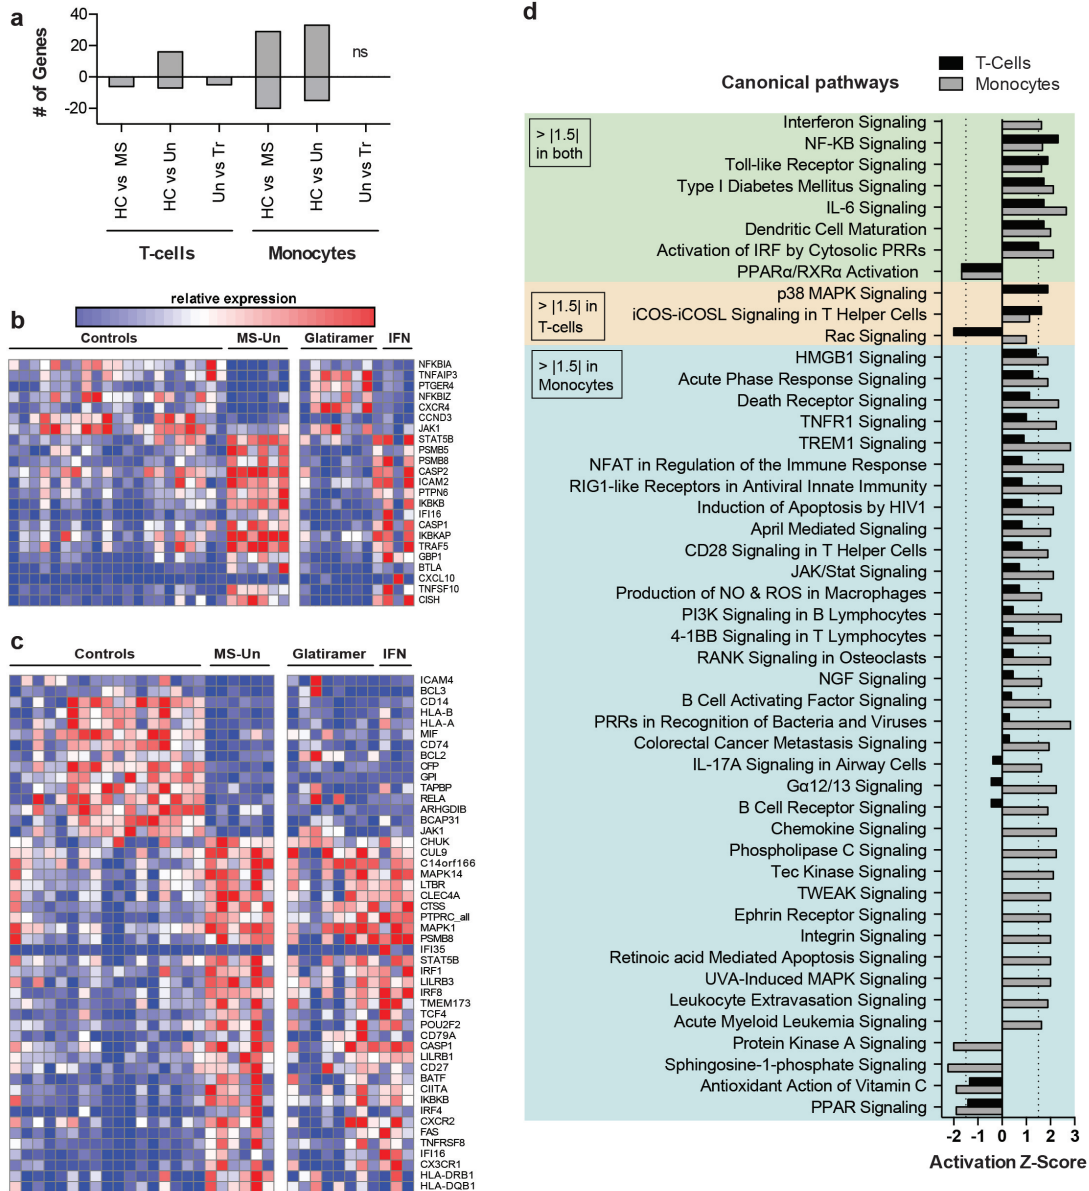 a
40
20
0
-20
# of Genes
HC vs MS
HC vs Un
Un vs Tr
HC vs MS
HC vs Un
Un vs Tr
ns
T-cells
Monocytes
b
relative expression
Controls
MS-Un
Glatiramer
IFN
NFKBIA
TNFAIP3
PTGER4
NFKBIZ
CXCR4
CCND3
JAK1
STAT5B
PSMB5
PSMB8
CASP2
ICAM2
PTPN6
IKBKB
IFI16
CASP1
IKBKAP
TRAF5
GBP1
BTLA
CXCL10
TNFSF10
CISH
c
Controls
MS-Un
Glatiramer
IFN
ICAM4
BCL3
CD14
HLA-B
HLA-A
MIF
CD74
BCL2
CFP
GPI
TAPBP
RELA
ARHGDIB
BCAP31
JAK1
CHUK
CUL9
C14orf166
MAPK14
LTBR
CLEC4A
CTSS
PTPRC_all
MAPK1
PSMB8
IFI35
STAT5B
IRF1
LILRB3
IRF8
TMEM173
TCF4
POU2F2
CD79A
CASP1
LILRB1
CD27
BATF
CIITA
IKBKB
IRF4
CXCR2
FAS
TNFRSF8
IFI16
CX3CR1
HLA-DRB1
HLA-DQB1
d
Canonical pathways
T-Cells
Monocytes
> |1.5|
in both
Interferon Signaling
NF-KB Signaling
Toll-like Receptor Signaling
Type I Diabetes Mellitus Signaling
IL-6 Signaling
Dendritic Cell Maturation
Activation of IRF by Cytosolic PRRs
PPARα/RXRα Activation
> |1.5| in
T-cells
p38 MAPK Signaling
iCOS-iCOSL Signaling in T Helper Cells
Rac Signaling
> |1.5| in
Monocytes
HMGB1 Signaling
Acute Phase Response Signaling
Death Receptor Signaling
TNFR1 Signaling
TREM1 Signaling
NFAT in Regulation of the Immune Response
RIG1-like Receptors in Antiviral Innate Immunity
Induction of Apoptosis by HIV1
April Mediated Signaling
CD28 Signaling in T Helper Cells
JAK/Stat Signaling
Production of NO & ROS in Macrophages
PI3K Signaling in B Lymphocytes
4-1BB Signaling in T Lymphocytes
RANK Signaling in Osteoclasts
NGF Signaling
B Cell Activating Factor Signaling
PRRs in Recognition of Bacteria and Viruses
Colorectal Cancer Metastasis Signaling
IL-17A Signaling in Airway Cells
Gα12/13 Signaling
B Cell Receptor Signaling
Chemokine Signaling
Phospholipase C Signaling
Tec Kinase Signaling
TWEAK Signaling
Ephrin Receptor Signaling
Integrin Signaling
Retinoic acid Mediated Apoptosis Signaling
UVA-Induced MAPK Signaling
Leukocyte Extravasation Signaling
Acute Myeloid Leukemia Signaling
Protein Kinase A Signaling
Sphingosine-1-phosphate Signaling
Antioxidant Action of Vitamin C
PPAR Signaling
-2 -1 0 1 2 3
Activation Z-Score